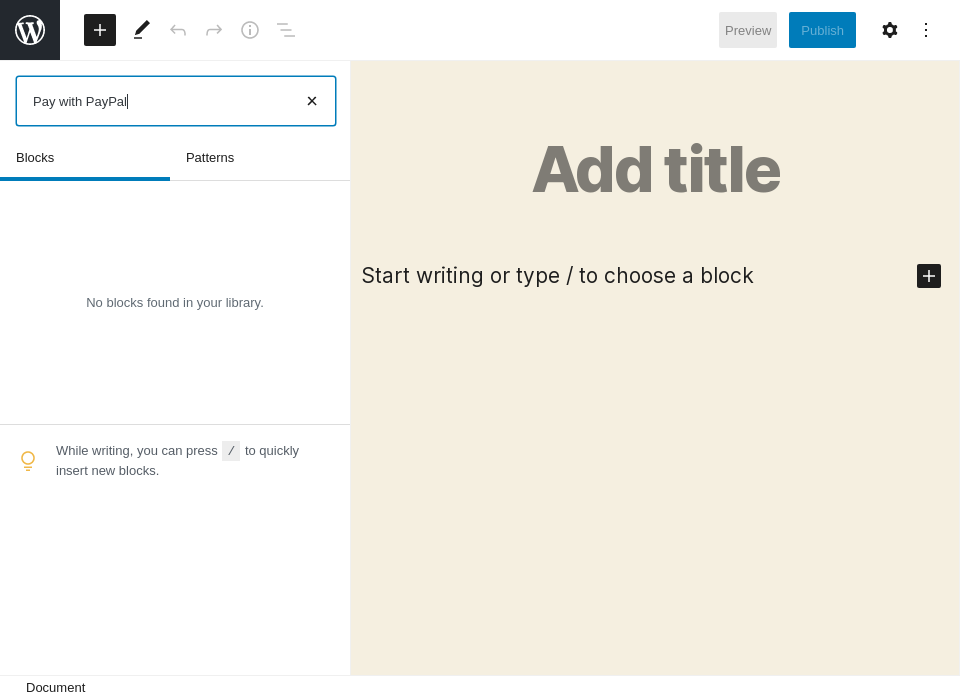 Preview
Publish
Pay with PayPal
Blocks
Patterns
No blocks found in your library.
While writing, you can press / to quickly
insert new blocks.
Add title
Start writing or type / to choose a block
Document